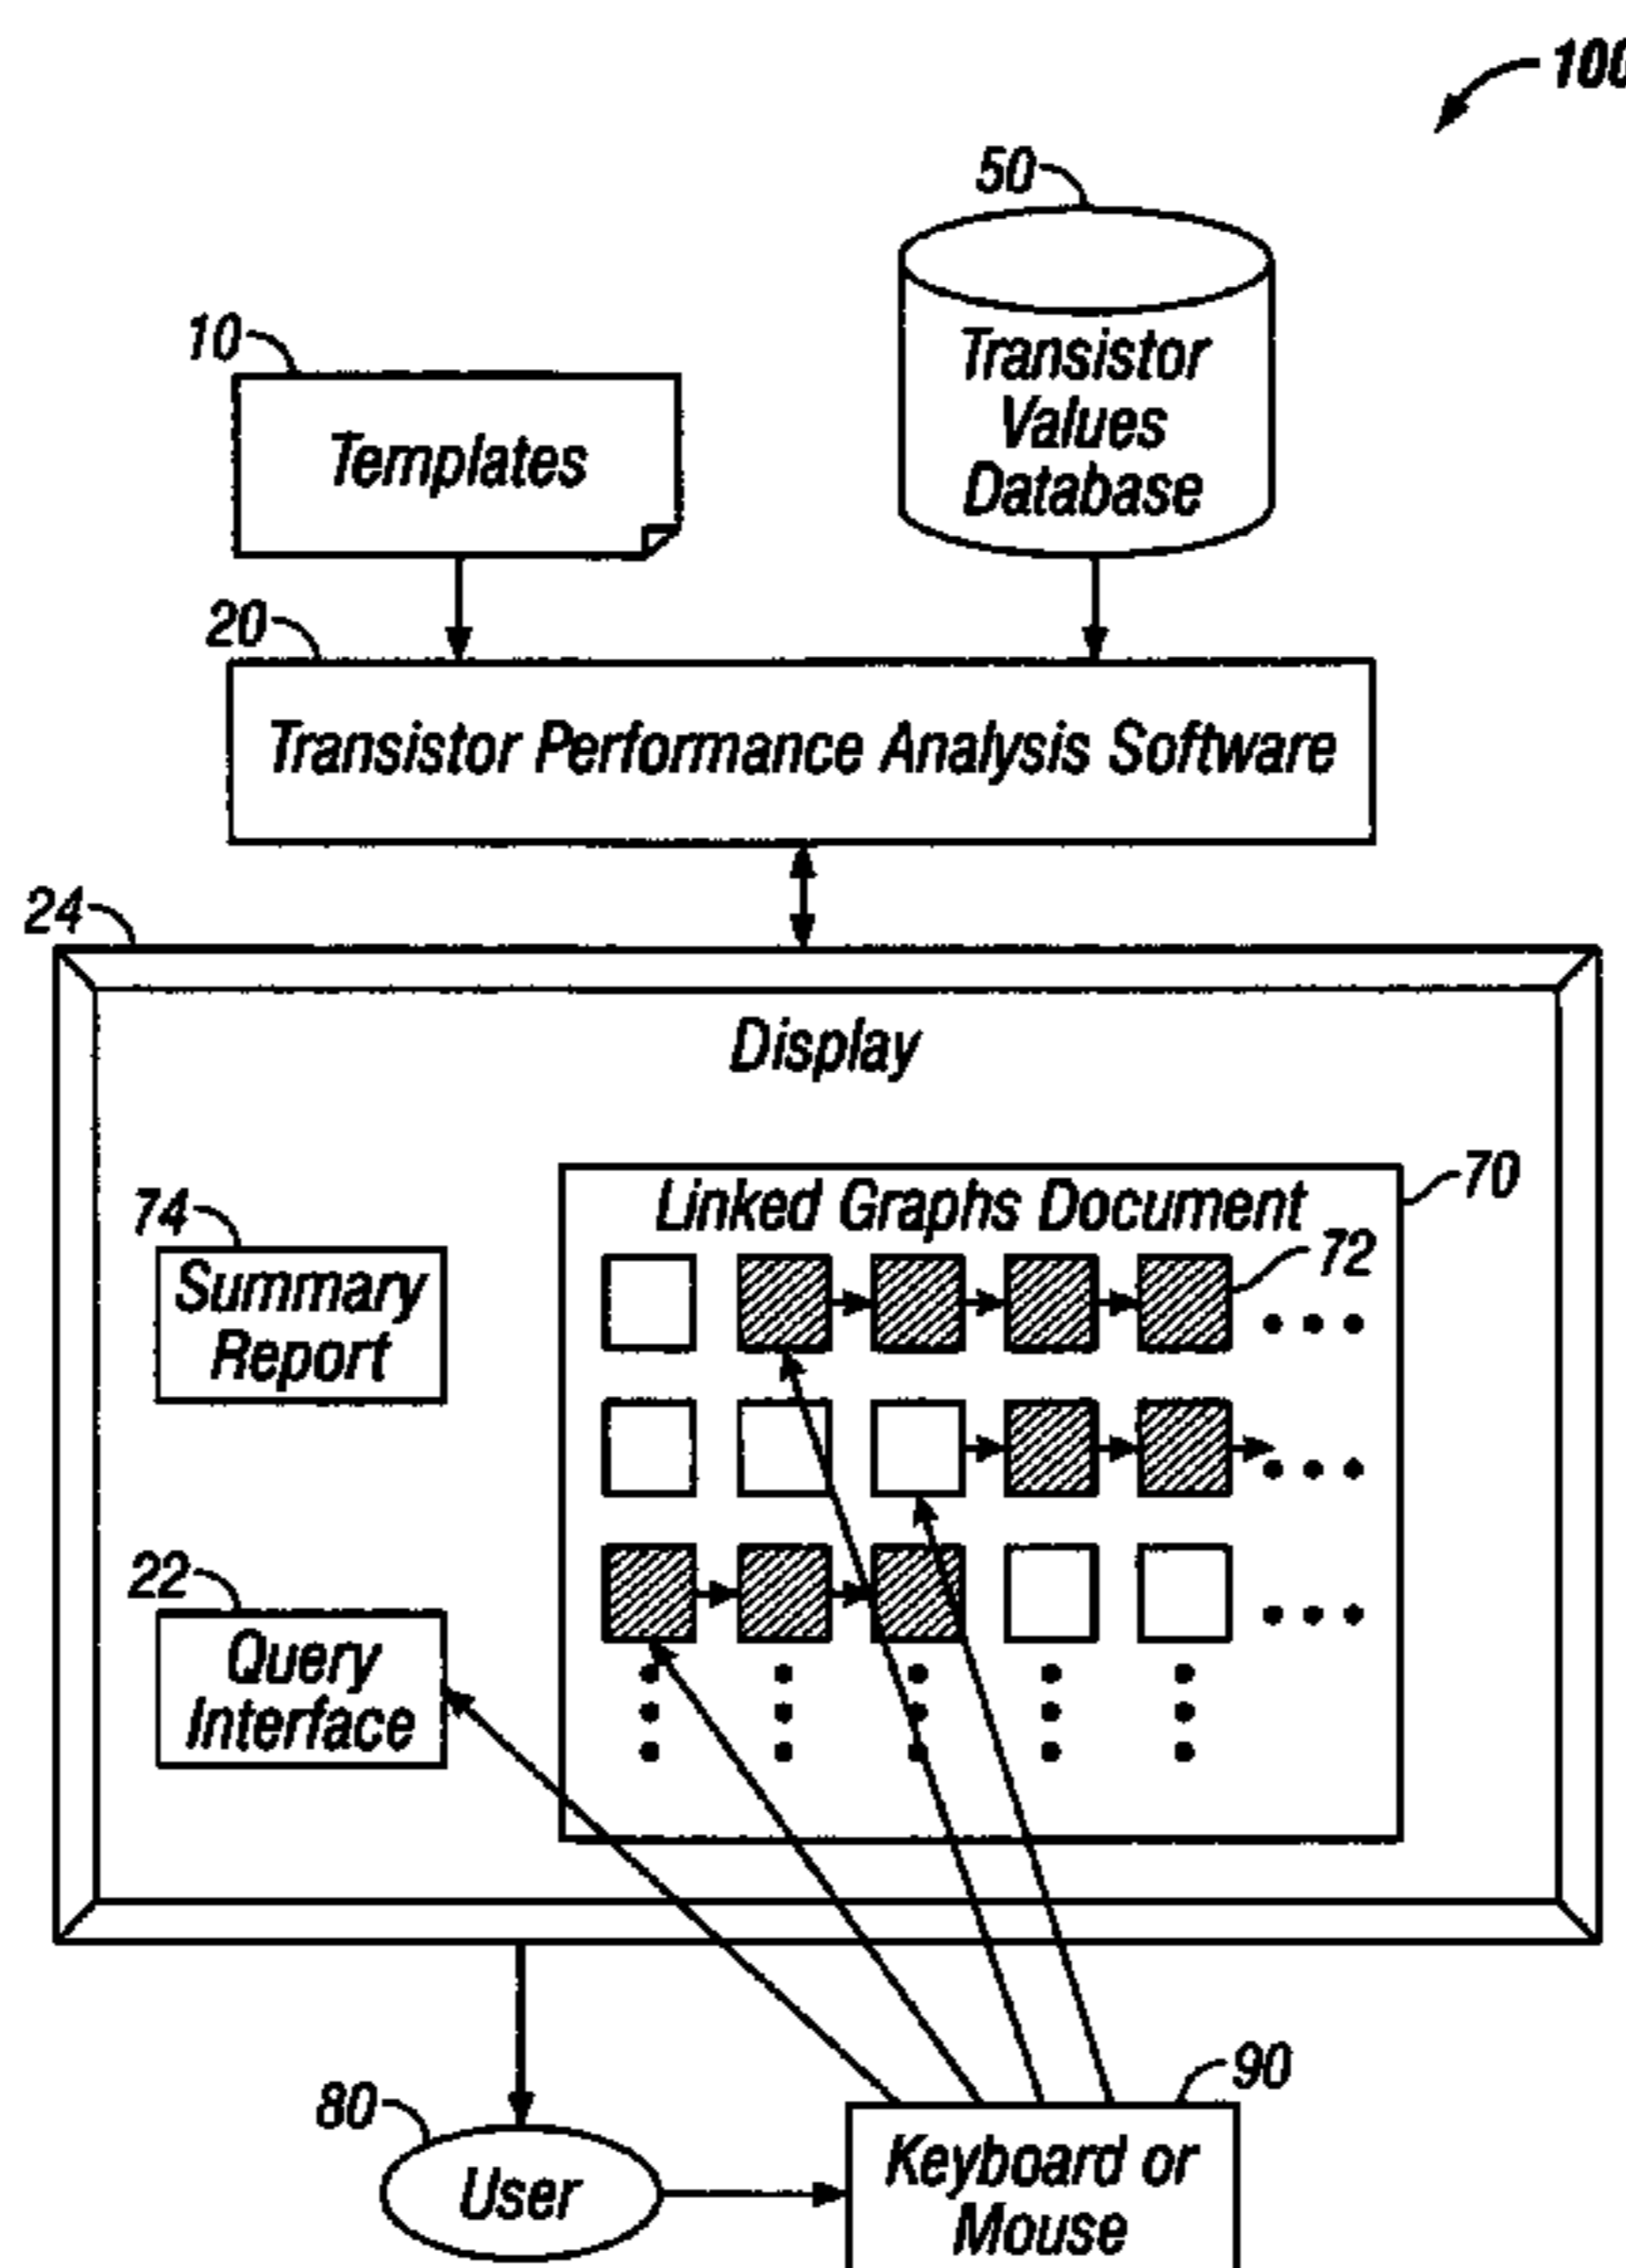 100
50
10
Transistor
Values
Database
Templates
20
Transistor Performance Analysis Software
24
Display
70
Linked Graphs Document
74
72
Summary
Report
22
Query
Interface
90
80
Keyboard or
Mouse
User